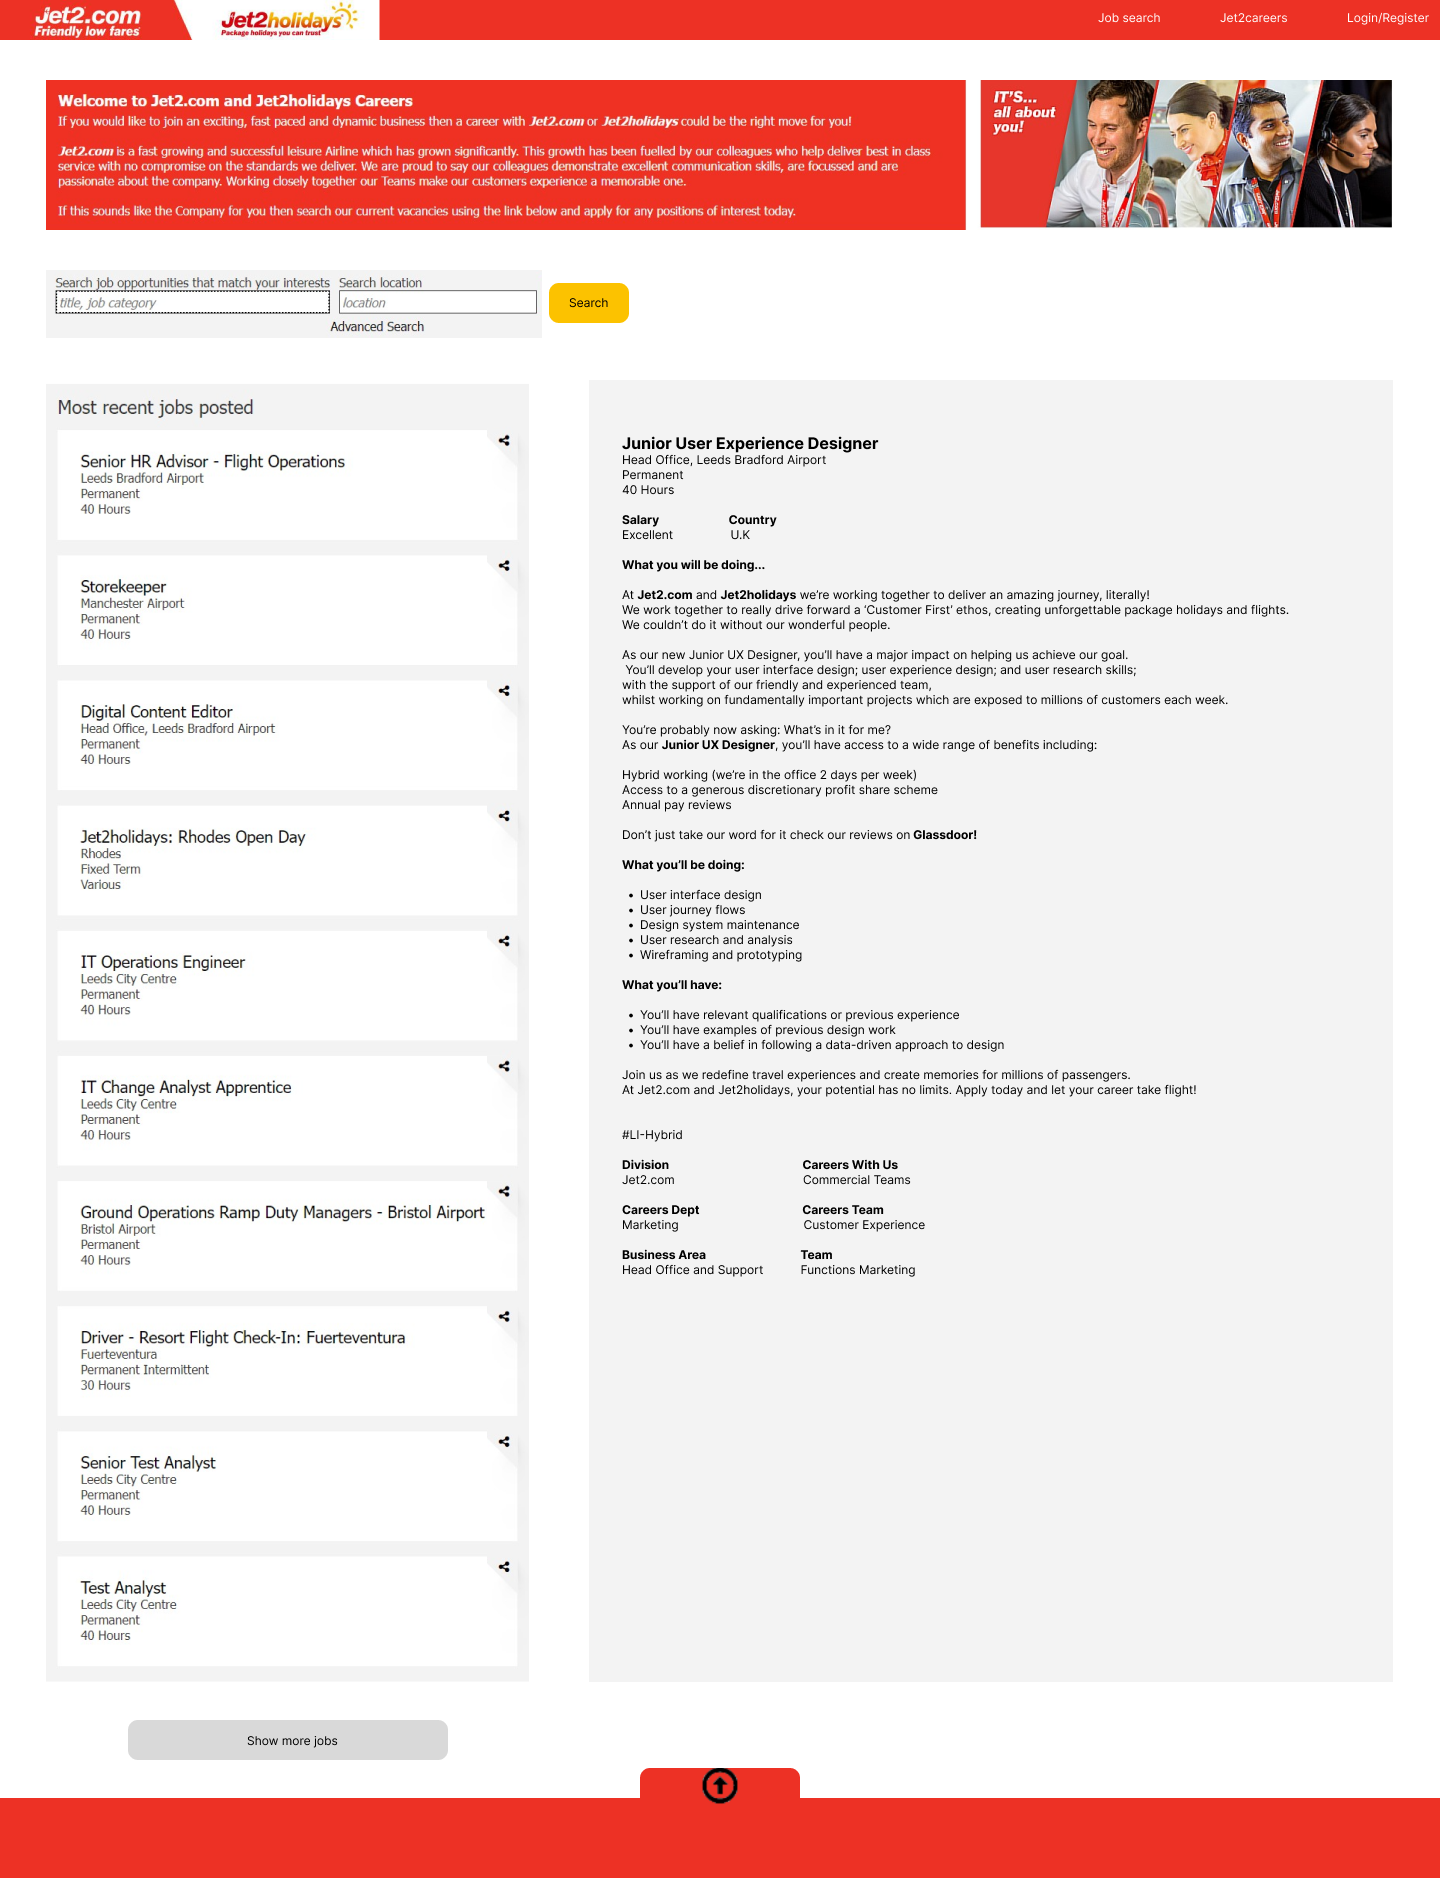 Jet2.com
Friendly low fares
Jet2holidays
Package holidays you can trust
Job search
Jet2careers
Login/Register
Welcome to Jet2.com and Jet2holidays Careers
If you would like to join an exciting, fast paced and dynamic business then a career with Jet2.com or Jet2holidays could be the right move for you!
Jet2.com is a fast growing and successful leisure Airline which has grown significantly. This growth has been fuelled by our colleagues who help deliver best in class
service with no compromise on the standards we deliver. We are proud to say our colleagues demonstrate excellent communication skills, are focussed and are
passionate about the company. Working closely together our Teams make our customers experience a memorable one.
If this sounds like the Company for you then search our current vacancies using the link below and apply for any positions of interest today.
IT'S...
all about
you!
Search job opportunities that match your interests
Search location
title, job category
location
Search
Advanced Search
Most recent jobs posted
Senior HR Advisor - Flight Operations
Leeds Bradford Airport
Permanent
40 Hours
Storekeeper
Manchester Airport
Permanent
40 Hours
Digital Content Editor
Head Office, Leeds Bradford Airport
Permanent
40 Hours
Jet2holidays: Rhodes Open Day
Rhodes
Fixed Term
Various
IT Operations Engineer
Leeds City Centre
Permanent
40 Hours
IT Change Analyst Apprentice
Leeds City Centre
Permanent
40 Hours
Ground Operations Ramp Duty Managers - Bristol Airport
Bristol Airport
Permanent
40 Hours
Driver - Resort Flight Check-In: Fuerteventura
Fuerteventura
Permanent Intermittent
30 Hours
Senior Test Analyst
Leeds City Centre
Permanent
40 Hours
Test Analyst
Leeds City Centre
Permanent
40 Hours
Show more jobs
Junior User Experience Designer
Head Office, Leeds Bradford Airport
Permanent
40 Hours
Salary Country
Excellent U.K
What you will be doing...
At Jet2.com and Jet2holidays we're working together to deliver an amazing journey, literally!
We work together to really drive forward a 'Customer First' ethos, creating unforgettable package holidays and flights.
We couldn't do it without our wonderful people.
As our new Junior UX Designer, you'll have a major impact on helping us achieve our goal.
You'll develop your user interface design; user experience design; and user research skills;
with the support of our friendly and experienced team,
whilst working on fundamentally important projects which are exposed to millions of customers each week.
You're probably now asking: What's in it for me?
As our Junior UX Designer, you'll have access to a wide range of benefits including:
Hybrid working (we're in the office 2 days per week)
Access to a generous discretionary profit share scheme
Annual pay reviews
Don't just take our word for it check our reviews on Glassdoor!
What you'll be doing:
• User interface design
• User journey flows
• Design system maintenance
• User research and analysis
• Wireframing and prototyping
What you'll have:
• You'll have relevant qualifications or previous experience
• You'll have examples of previous design work
• You'll have a belief in following a data-driven approach to design
Join us as we redefine travel experiences and create memories for millions of passengers.
At Jet2.com and Jet2holidays, your potential has no limits. Apply today and let your career take flight!
#LI-Hybrid
Division Careers With Us
Jet2.com Commercial Teams
Careers Dept Careers Team
Marketing Customer Experience
Business Area Team
Head Office and Support Functions Marketing